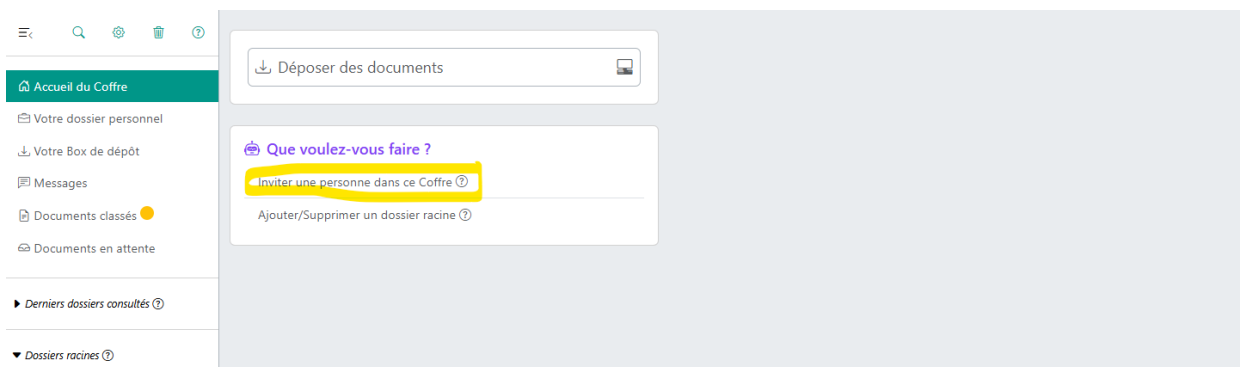 Accueil du Coffre
Votre dossier personnel
Votre Box de dépôt
Messages
Documents classés
Documents en attente
Derniers dossiers consultés
Dossiers racines
Déposer des documents
Que voulez-vous faire ?
Inviter une personne dans ce Coffre
Ajouter/Supprimer un dossier racine